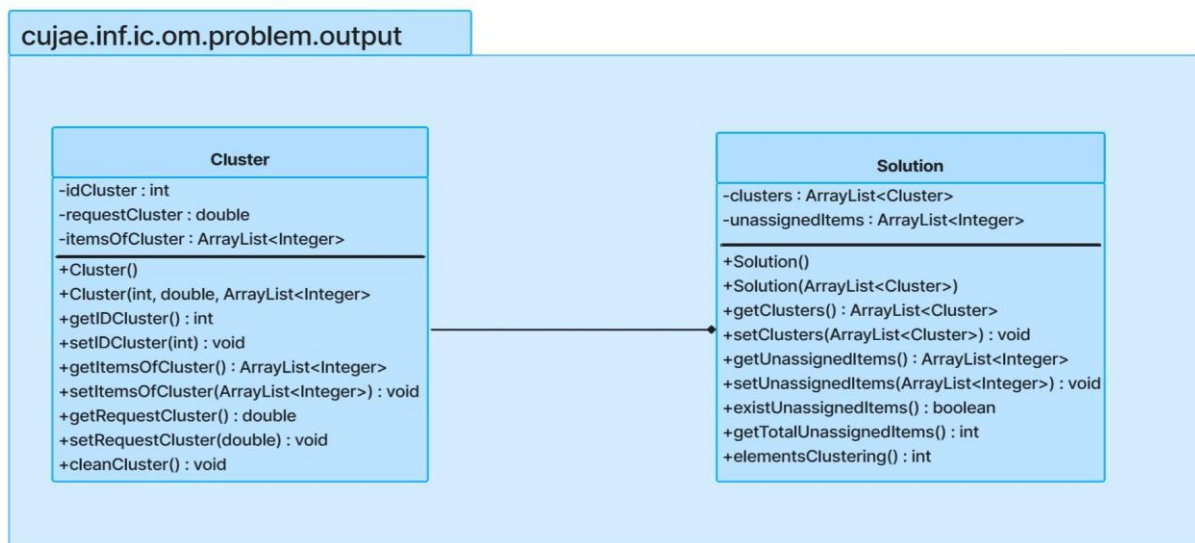 cujae.inf.ic.om.problem.output
Cluster
-idCluster : int
-requestCluster : double
-itemsOfCluster : ArrayList<Integer>
+Cluster()
+Cluster(int, double, ArrayList<Integer>
+getIDCluster() : int
+setIDCluster(int) : void
+getItemsOfCluster() : ArrayList<Integer>
+setItemsOfCluster(ArrayList<Integer>) : void
+getRequestCluster() : double
+setRequestCluster(double) : void
+cleanCluster() : void
Solution
-clusters : ArrayList<Cluster>
-unassignedItems : ArrayList<Integer>
+Solution()
+Solution(ArrayList<Cluster>)
+getClusters() : ArrayList<Cluster>
+setClusters(ArrayList<Cluster>) : void
+getUnassignedItems() : ArrayList<Integer>
+setUnassignedItems(ArrayList<Integer>) : void
+existUnassignedItems() : boolean
+getTotalUnassignedItems() : int
+elementsClustering() : int